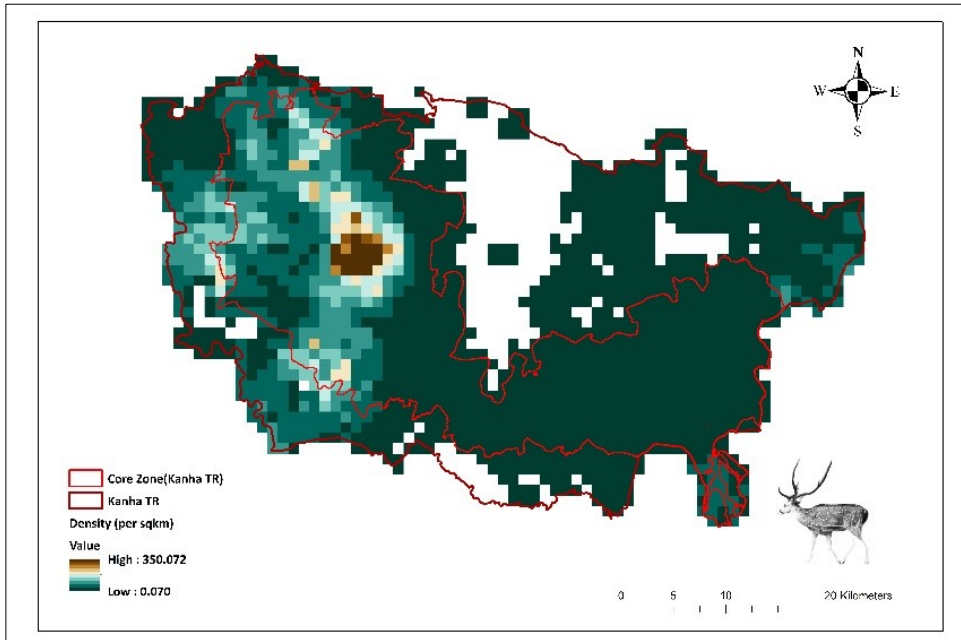 N
W E
S
Core Zone(Kanha TR)
Kanha TR
Density (per sqkm)
Value
High : 350.072
Low : 0.070
0 5 10 20 Kilometers